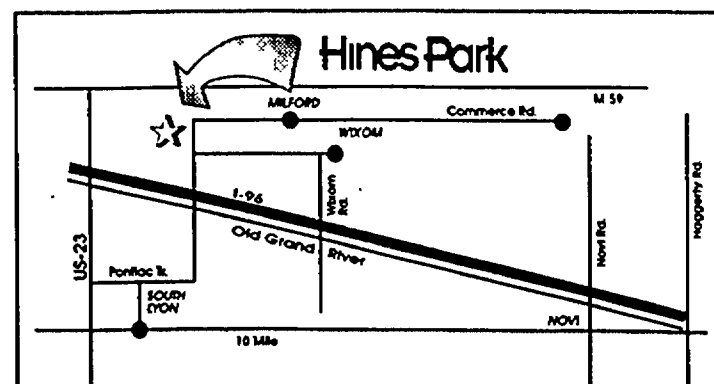 Hines Park
M 59
MILFORD
Commerce Rd.
WIXOM
Wixom Rd.
I-96
Old Grand River
Novi Rd.
Haggerty Rd.
US-23
Pontiac Tr.
SOUTH
LYON
NOVI
10 Mile